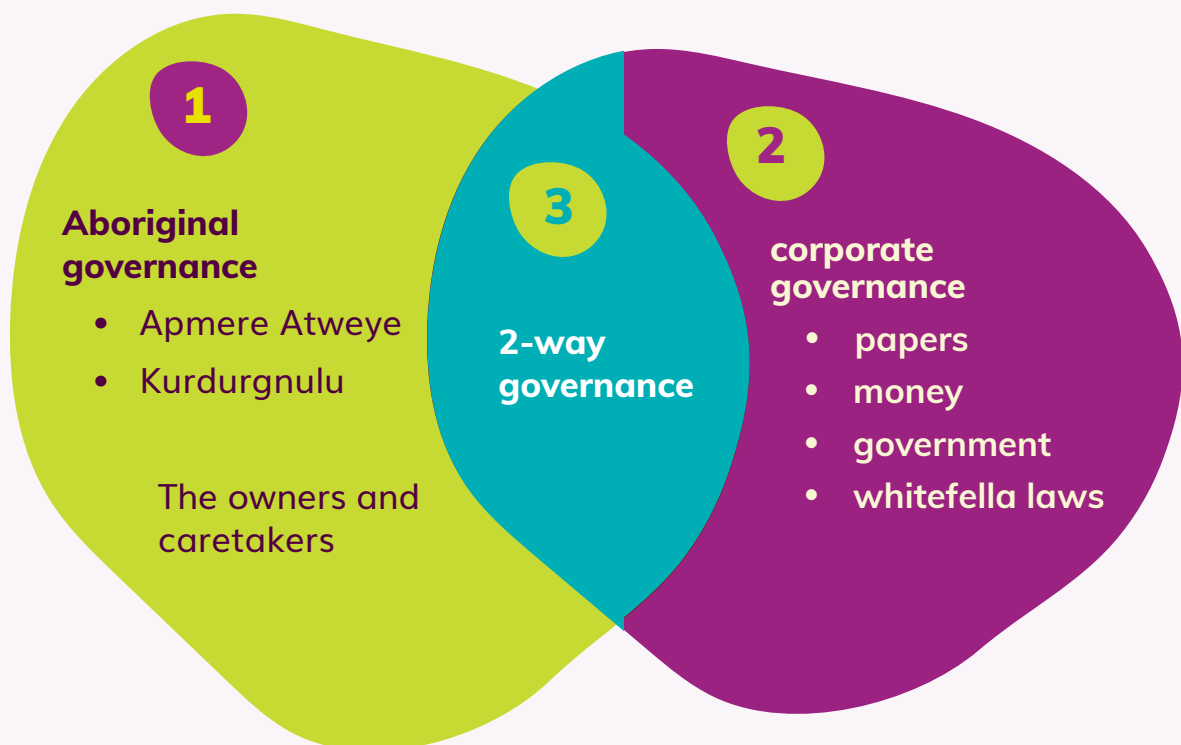 1
Aboriginal
governance
• Apmere Atweye
• Kurdurgnulu
The owners and
caretakers
3
2-way
governance
2
corporate
governance
• papers
• money
• government
• whitefella laws